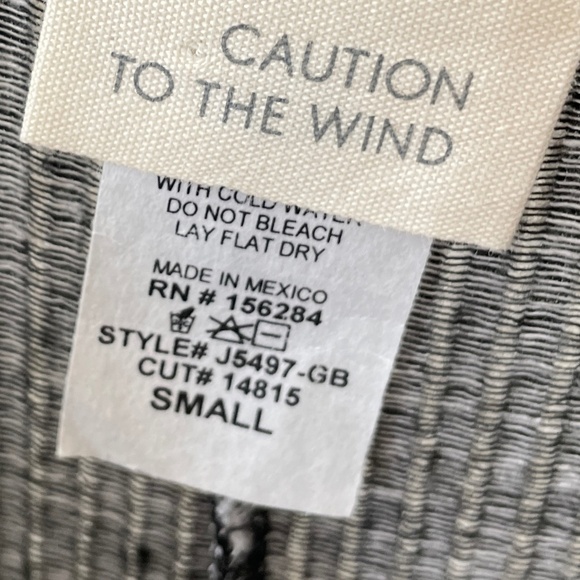 CAUTION
TO THE WIND
WITH COLD WATER
DO NOT BLEACH
LAY FLAT DRY
MADE IN MEXICO
RN # 156284
STYLE# J5497-GB
CUT# 14815
SMALL